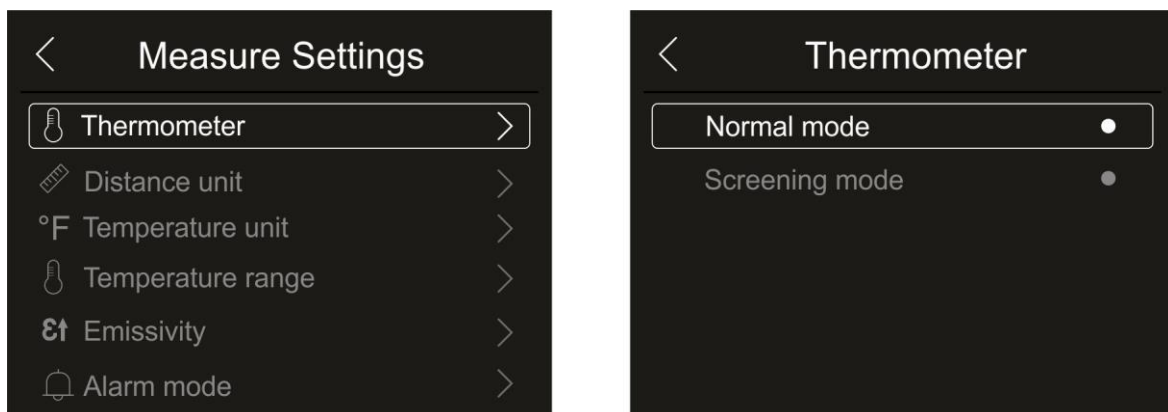 Measure Settings
Thermometer
Distance unit
°F Temperature unit
Temperature range
Ɛ↑ Emissivity
Alarm mode
Thermometer
Normal mode
Screening mode